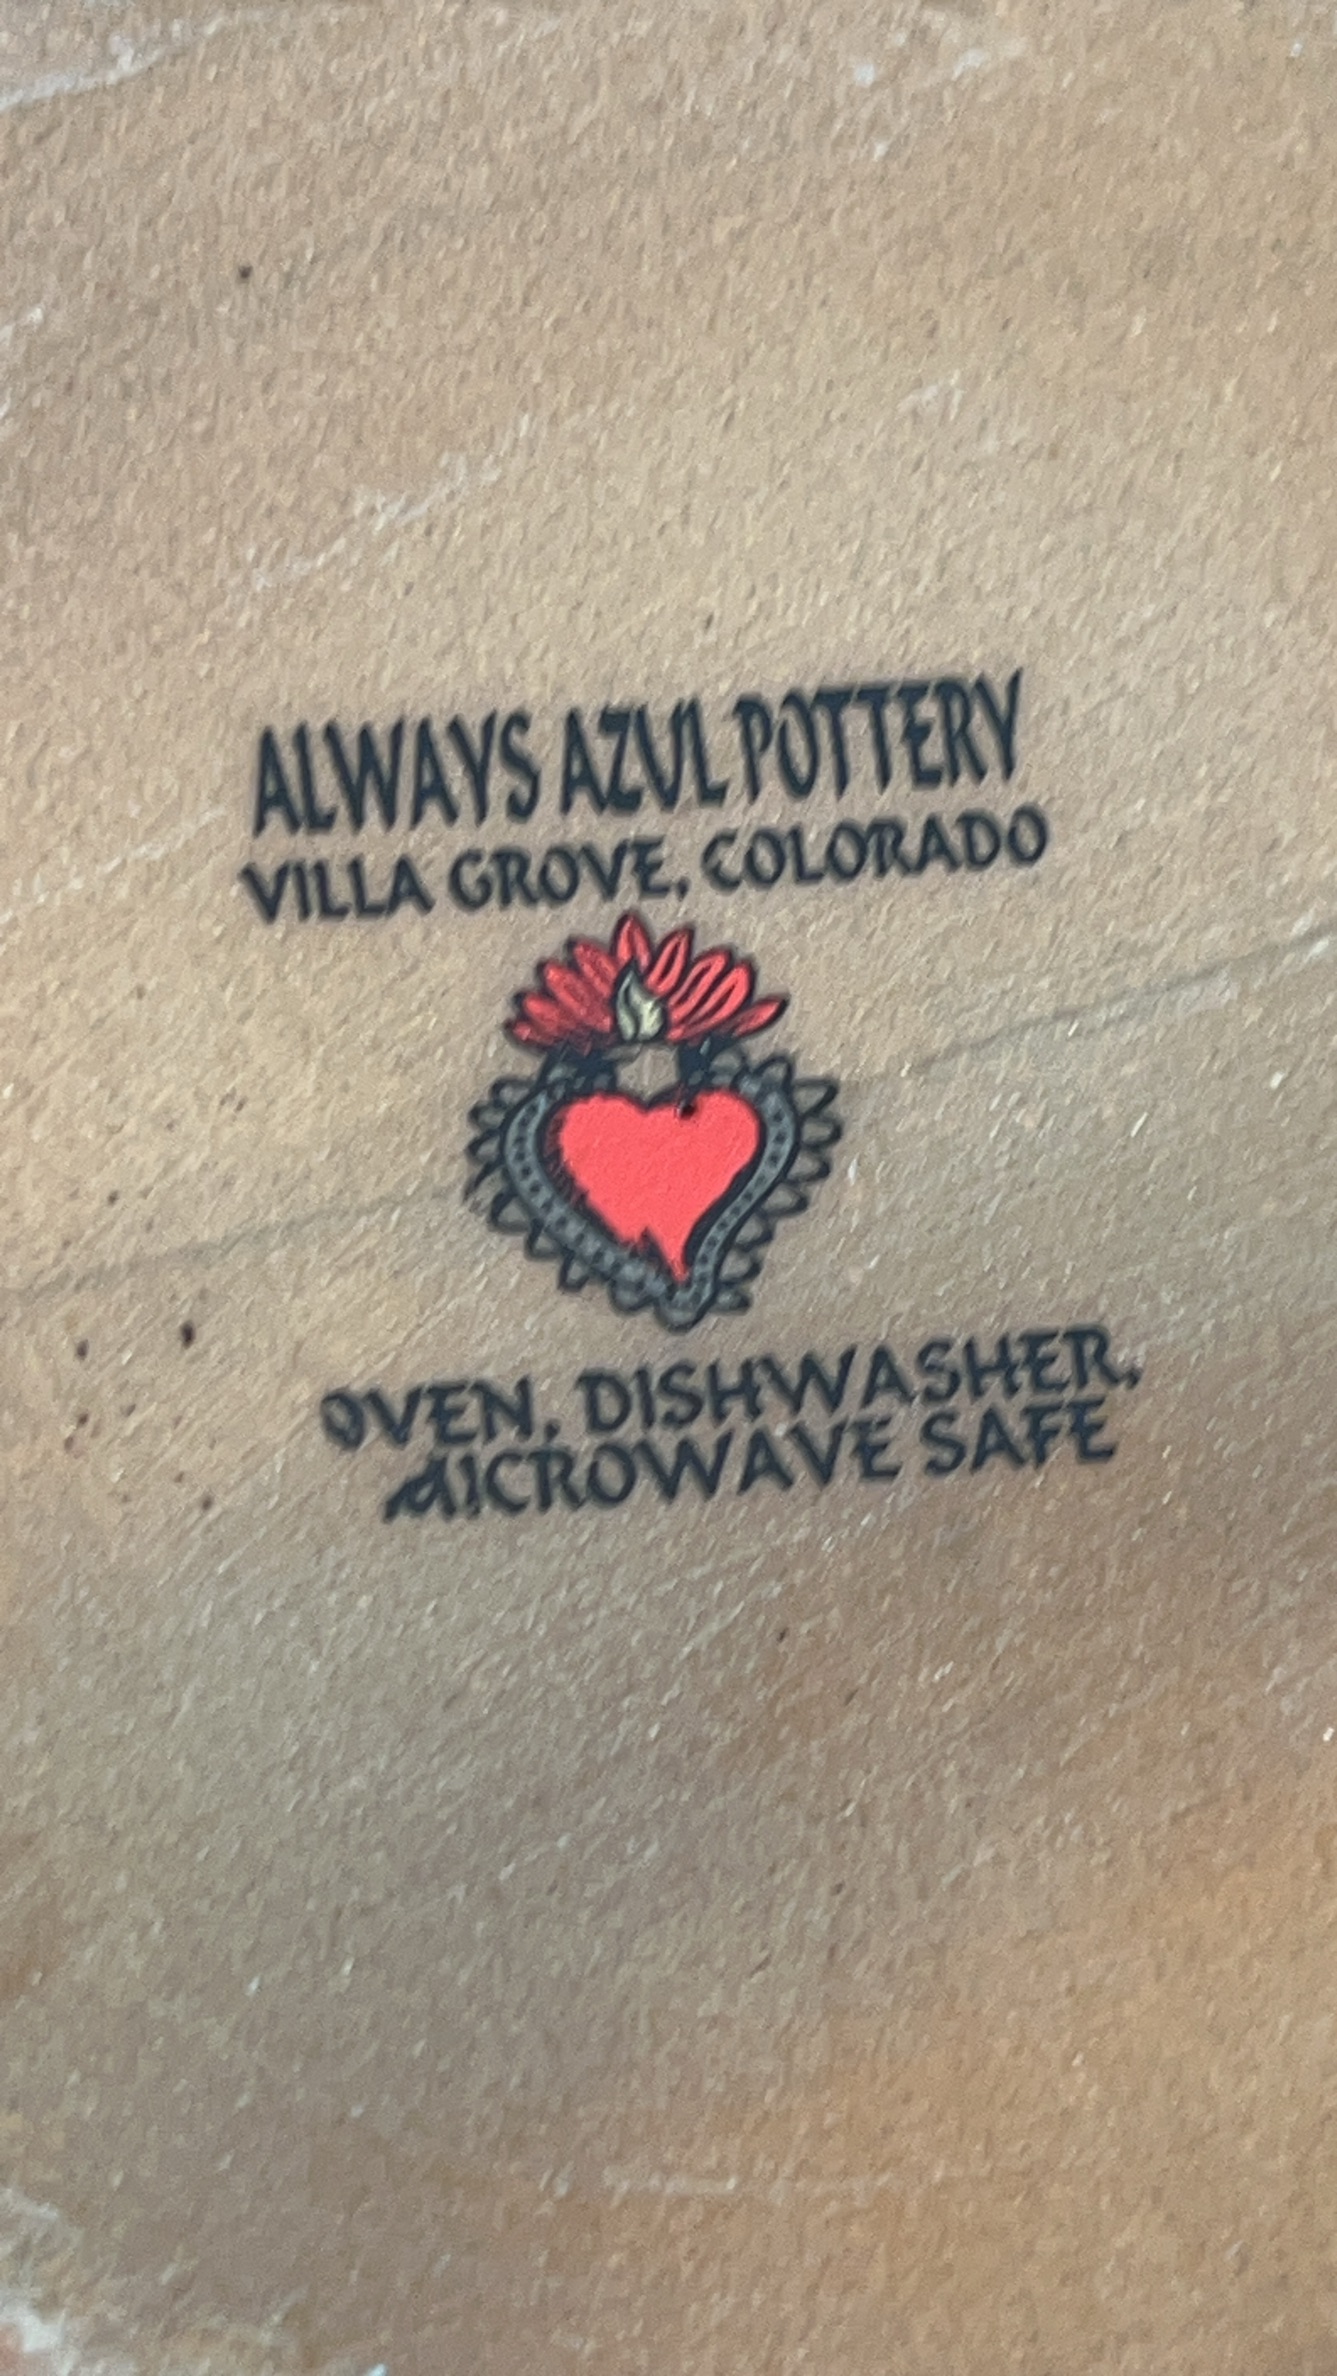 ALWAYS AZUL POTTERY
VILLA GROVE, COLORADO
OVEN, DISHWASHER,
MICROWAVE SAFE